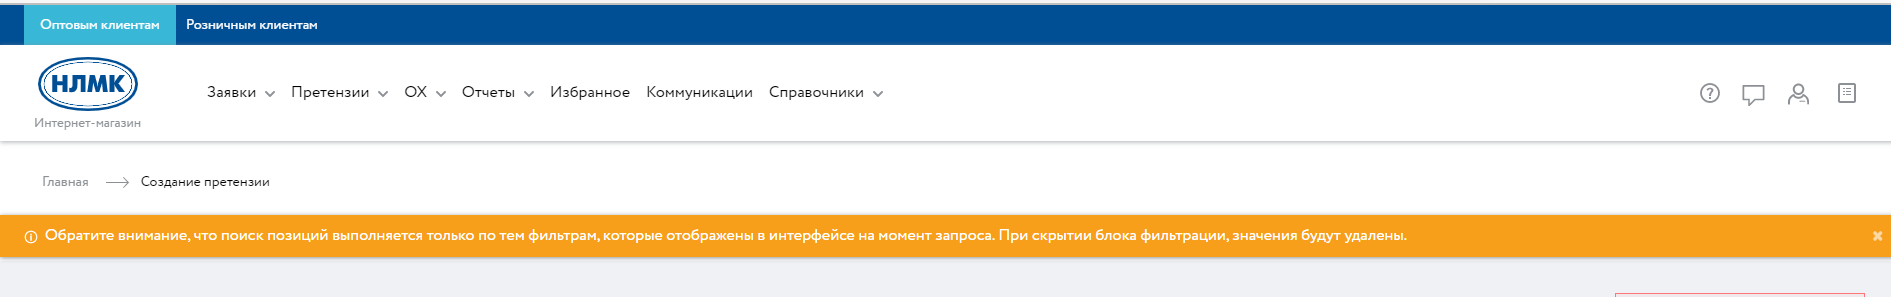 Оптовым клиентам Розничным клиентам
НЛМК
Интернет-магазин
Заявки Претензии ОХ Отчеты Избранное Коммуникации Справочники
Главная Создание претензии
Обратите внимание, что поиск позиций выполняется только по тем фильтрам, которые отображены в интерфейсе на момент запроса. При скрытии блока фильтрации, значения будут удалены.